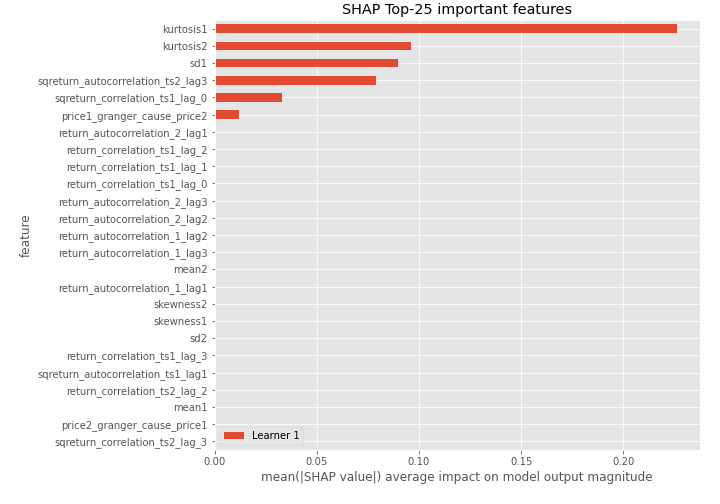 SHAP Top-25 important features
kurtosis1
kurtosis2
sd1
sqreturn_autocorrelation_ts2_lag3
sqreturn_correlation_ts1_lag_0
price1_granger_cause_price2
return_autocorrelation_2_lag1
return_correlation_ts1_lag_2
return_correlation_ts1_lag_1
return_correlation_ts1_lag_0
return_autocorrelation_2_lag3
return_autocorrelation_2_lag2
return_autocorrelation_1_lag2
return_autocorrelation_1_lag3
mean2
return_autocorrelation_1_lag1
skewness2
skewness1
sd2
return_correlation_ts1_lag_3
sqreturn_autocorrelation_ts1_lag1
return_correlation_ts2_lag_2
mean1
price2_granger_cause_price1
sqreturn_correlation_ts2_lag_3
feature
Learner 1
0.00 0.05 0.10 0.15 0.20
mean(|SHAP value|) average impact on model output magnitude